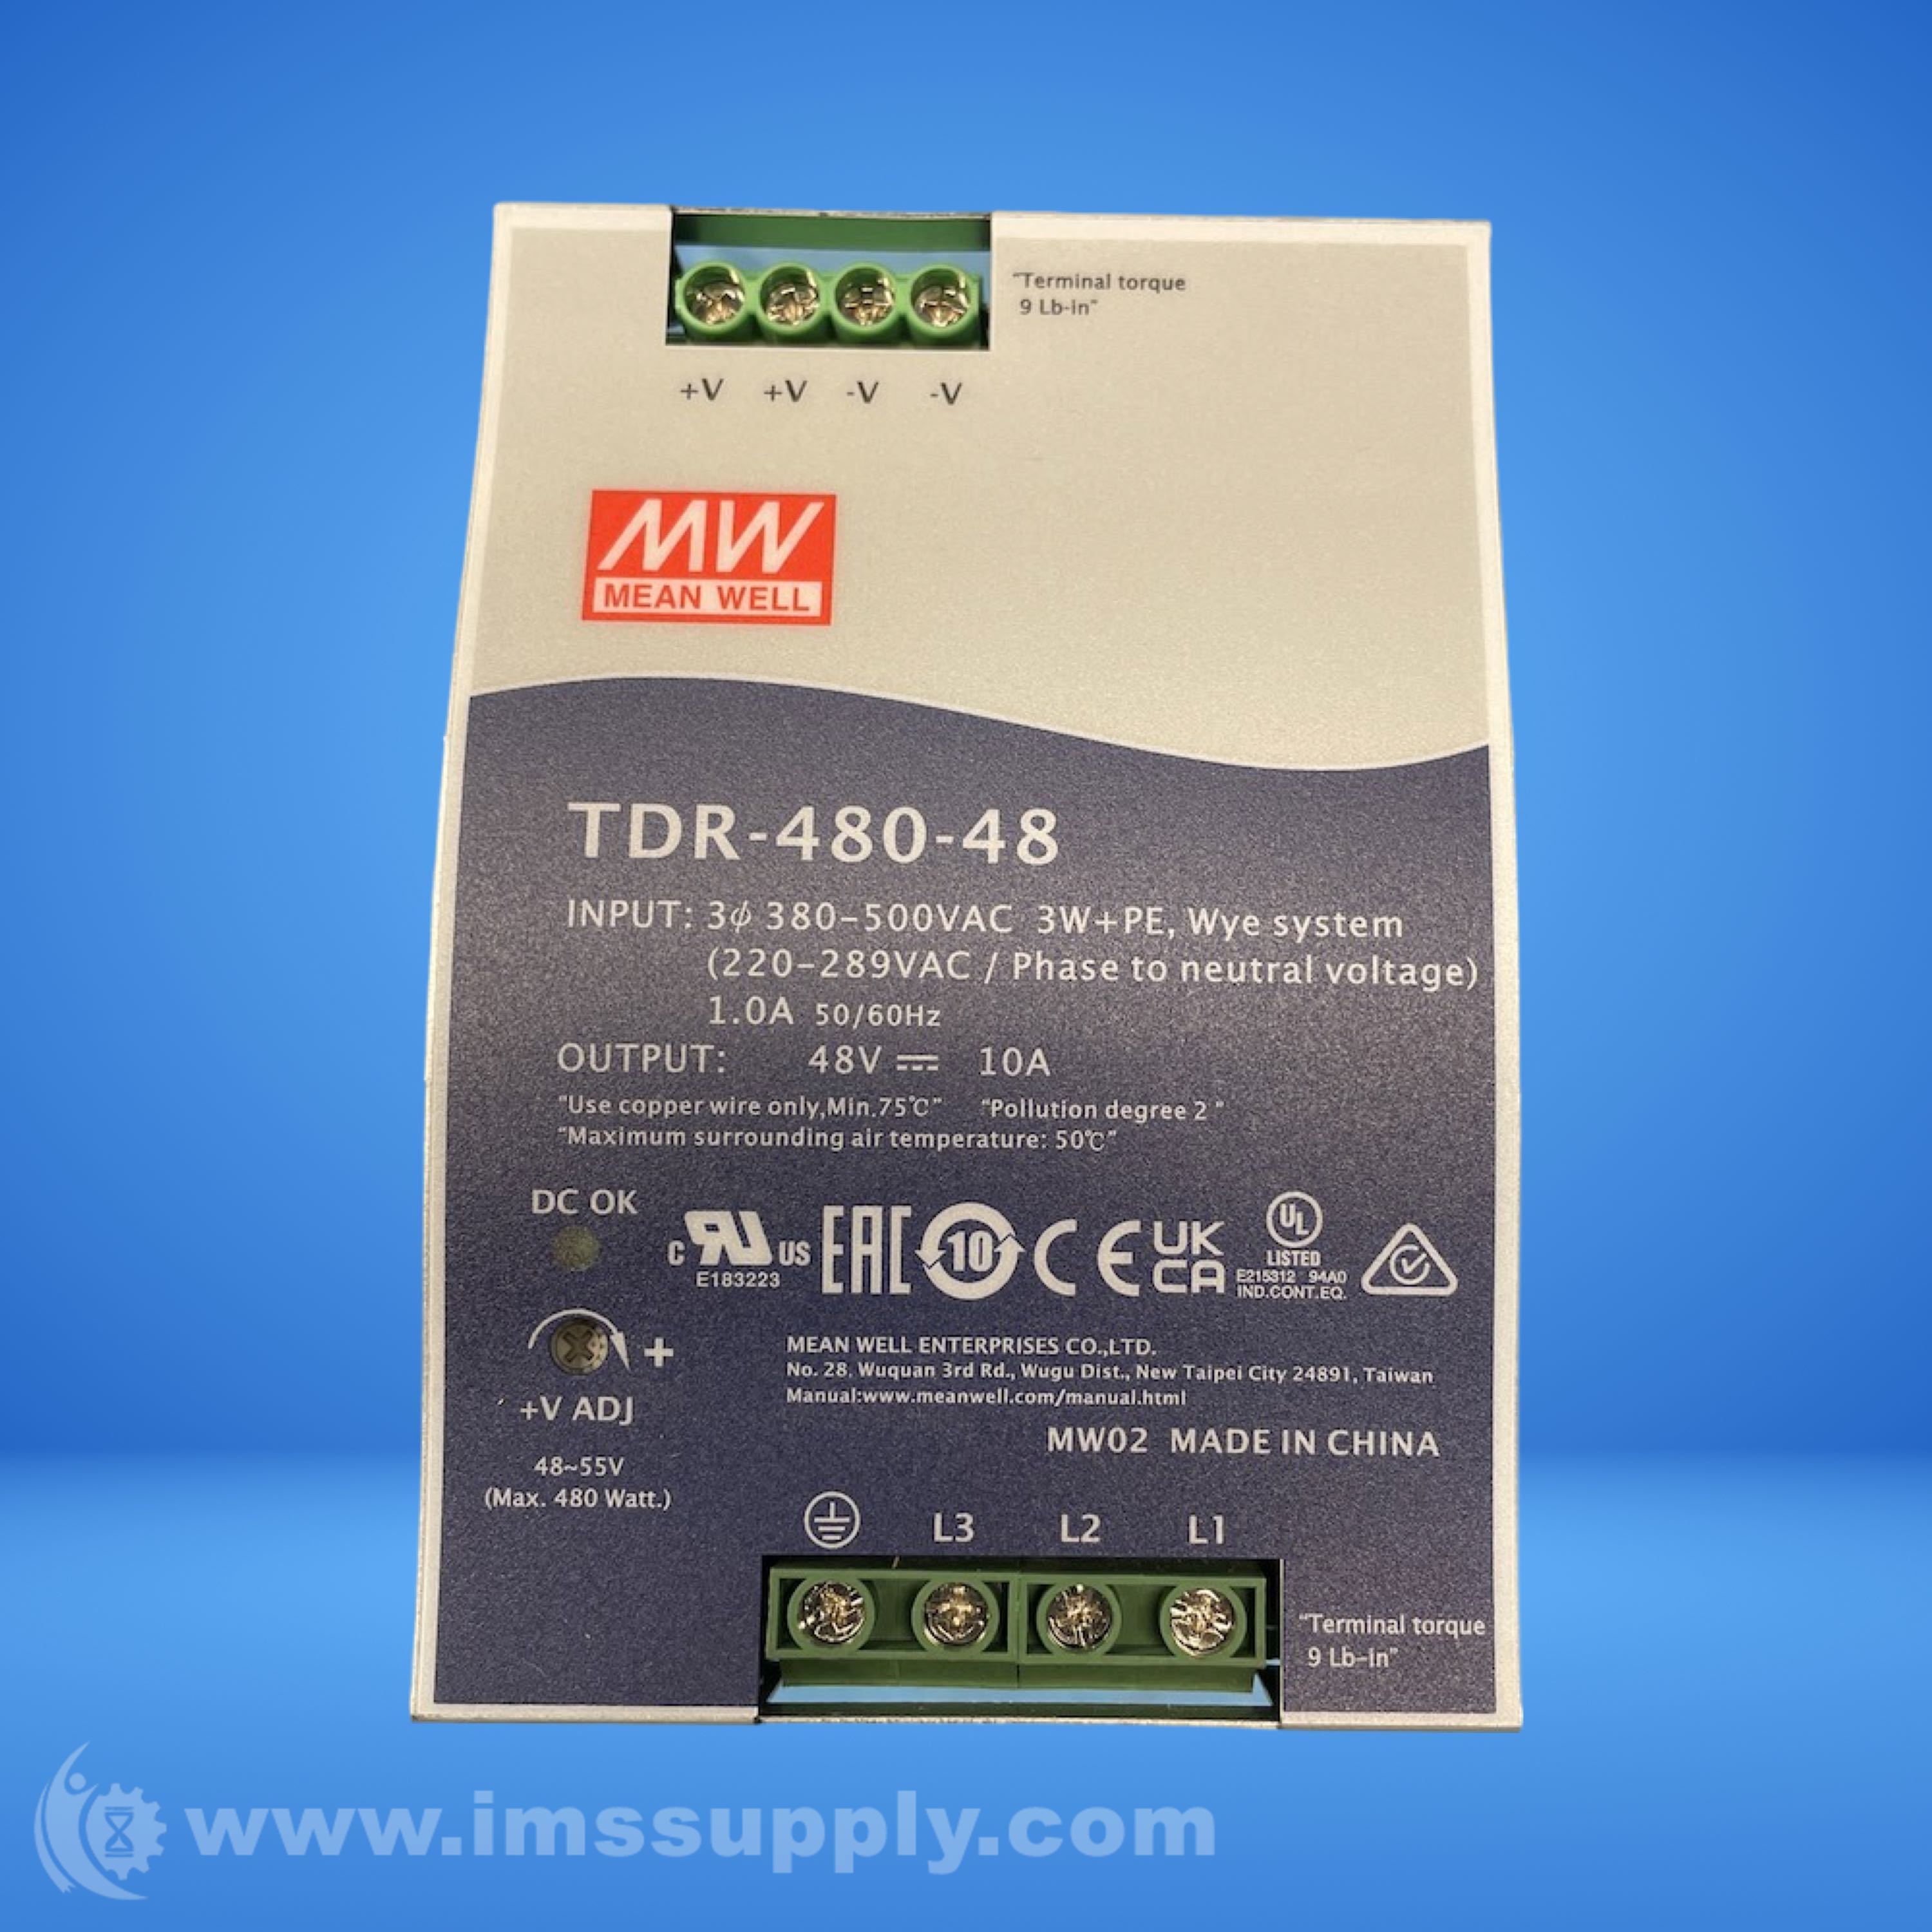 "Terminal torque
9 Lb-in"
+V +V -V -V
MW
MEAN WELL
TDR-480-48
INPUT: 3ϕ 380-500VAC 3W+PE, Wye system
(220-289VAC / Phase to neutral voltage)
1.0A 50/60Hz
OUTPUT: 48V ⎓ 10A
"Use copper wire only,Min.75℃" "Pollution degree 2"
"Maximum surrounding air temperature: 50℃"
DC OK
C RU US
E183223
EAC
10
CE
UK
CA
UL
LISTED
E215312 94A0
IND.CONT.EQ.
+
+V ADJ
48~55V
(Max. 480 Watt.)
MEAN WELL ENTERPRISES CO.,LTD.
No. 28, Wuquan 3rd Rd., Wugu Dist., New Taipei City 24891, Taiwan
Manual:www.meanwell.com/manual.html
MW02 MADE IN CHINA
L3 L2 L1
"Terminal torque
9 Lb-in"
www.imssupply.com